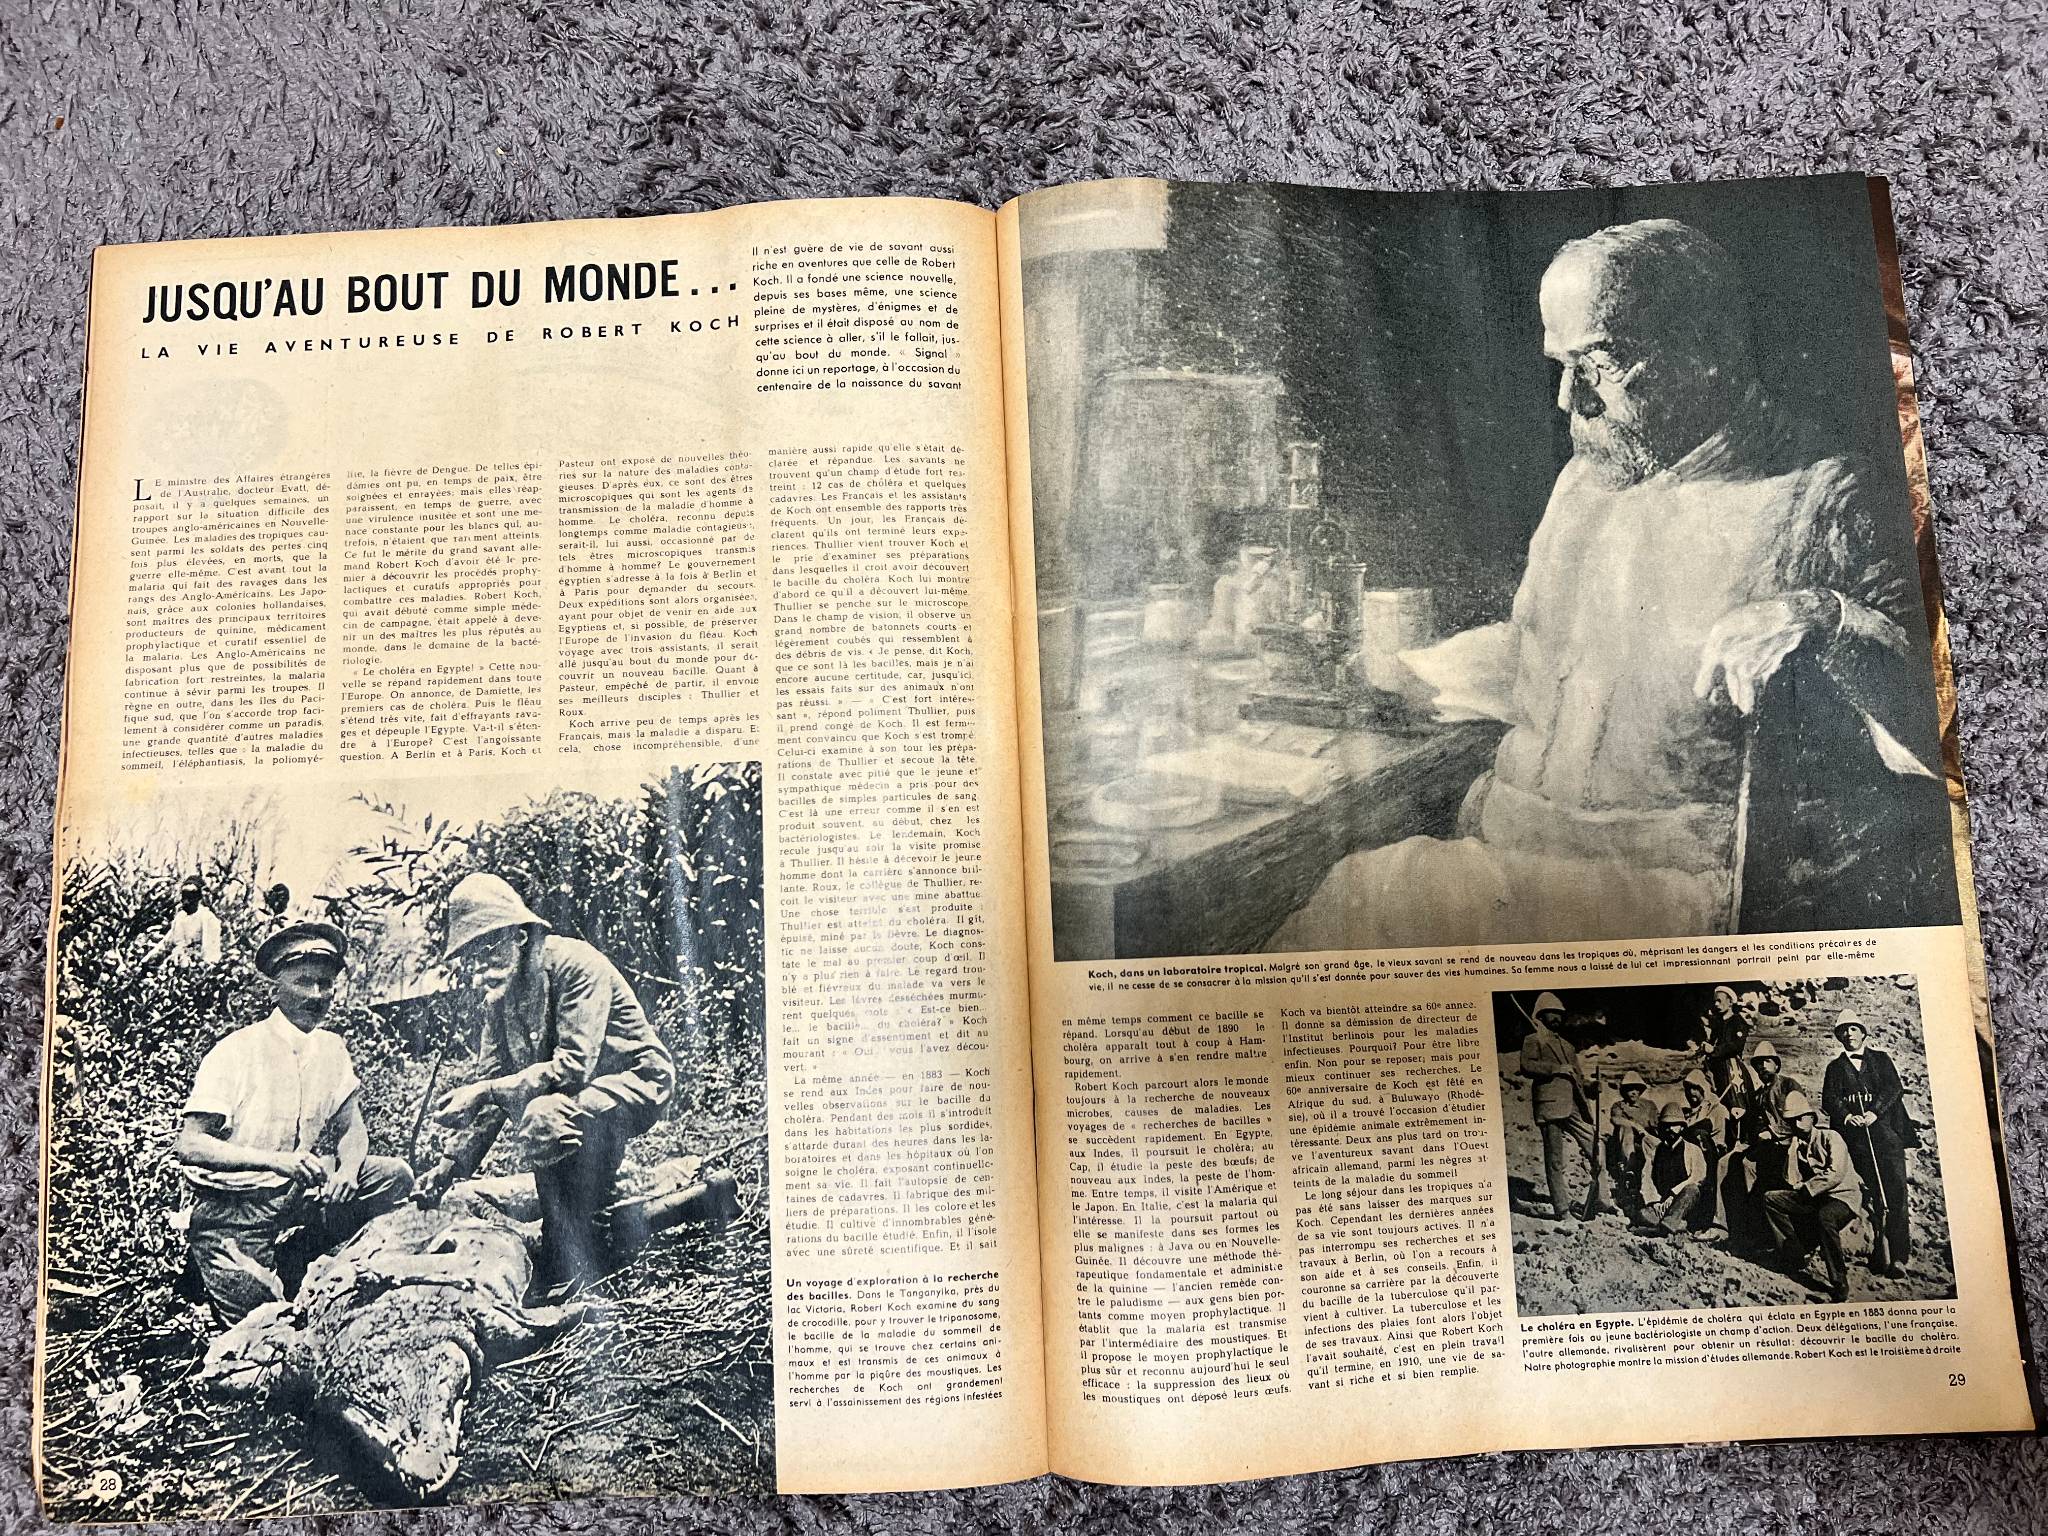 JUSQU'AU BOUT DU MONDE...
LA VIE AVENTUREUSE DE ROBERT KOCH
Il n'est guère de vie de savant aussi
riche en aventures que celle de Robert
Koch. Il a fondé une science nouvelle,
depuis ses bases même, une science
pleine de mystères, d'énigmes et de
surprises et il était disposé au nom de
cette science à aller, s'il le fallait, jus-
qu'au bout du monde. « Signal »
donne ici un reportage, à l'occasion du
centenaire de la naissance du savant
LE ministre des Affaires étrangères
de l'Australie, docteur Evatt, dé-
posait, il y a quelques semaines, un
rapport sur la situation difficile des
troupes anglo-américaines en Nouvelle-
Guinée. Les maladies des tropiques cau-
sent parmi les soldats des pertes cinq
fois plus élevées, en morts, que la
guerre elle-même. C'est avant tout la
malaria qui fait des ravages dans les
rangs des Anglo-Américains. Les Japo-
nais, grâce aux colonies hollandaises,
sont maîtres des principaux territoires
producteurs de quinine, médicament
prophylactique et curatif essentiel de
la malaria. Les Anglo-Américains ne
disposant plus que de possibilités de
fabrication fort restreintes, la malaria
continue à sévir parmi les troupes. Il
règne en outre, dans les îles du Paci-
fique sud, que l'on s'accorde trop faci-
lement à considérer comme un paradis,
une grande quantité d'autres maladies
infectieuses, telles que : la maladie du
sommeil, l'éléphantiasis, la poliomyé-
lite, la fièvre de Dengue. De telles épi-
démies ont pu, en temps de paix, être
soignées et enrayées; mais elles réap-
paraissent, en temps de guerre, avec
une virulence inusitée et sont une me-
nace constante pour les blancs qui, au-
trefois, n'étaient que rarement atteints.
Ce fut le mérite du grand savant alle-
mand Robert Koch d'avoir été le pre-
mier à découvrir les procédés prophy-
lactiques et curatifs appropriés pour
combattre ces maladies. Robert Koch,
qui avait débuté comme simple méde-
cin de campagne, était appelé à deve-
nir un des maîtres les plus réputés au
monde, dans le domaine de la bacté-
riologie.
« Le choléra en Egypte! » Cette nou-
velle se répand rapidement dans toute
l'Europe. On annonce, de Damiette, les
premiers cas de choléra. Puis le fléau
s'étend très vite, fait d'effrayants rava-
ges et dépeuple l'Egypte. Va-t-il s'éten-
dre à l'Europe? C'est l'angoissante
question. A Berlin et à Paris, Koch et
Pasteur ont exposé de nouvelles théo-
ries sur la nature des maladies conta-
gieuses. D'après eux, ce sont des êtres
microscopiques qui sont les agents de
transmission de la maladie d'homme à
homme. Le choléra, reconnu depuis
longtemps comme maladie contagieuse,
serait-il, lui aussi, occasionné par de
tels êtres microscopiques transmis
d'homme à homme? Le gouvernement
égyptien s'adresse à la fois à Berlin et
à Paris pour demander du secours.
Deux expéditions sont alors organisées,
ayant pour objet de venir en aide aux
Egyptiens et, si possible, de préserver
l'Europe de l'invasion du fléau. Koch
voyage avec trois assistants, il serait
allé jusqu'au bout du monde pour dé-
couvrir un nouveau bacille. Quant à
Pasteur, empêché de partir, il envoie
ses meilleurs disciples : Thullier et
Roux.
Koch arrive peu de temps après les
Français, mais la maladie a disparu. Et
cela, chose incompréhensible, d'une
manière aussi rapide qu'elle s'était dé-
clarée et répandue. Les savants ne
trouvent qu'un champ d'étude fort res-
treint : 12 cas de choléra et quelques
cadavres. Les Français et les assistants
de Koch ont ensemble des rapports très
fréquents. Un jour, les Français dé-
clarent qu'ils ont terminé leurs expé-
riences. Thullier vient trouver Koch et
le prie d'examiner ses préparations
dans lesquelles il croit avoir découvert
le bacille du choléra Koch lui montre
d'abord ce qu'il a découvert lui-même.
Thullier se penche sur le microscope.
Dans le champ de vision, il observe un
grand nombre de batonnets courts et
légèrement coubés qui ressemblent à
des débris de vis. « Je pense, dit Koch,
que ce sont là les bacilles, mais je n'ai
encore aucune certitude, car, jusqu'ici,
les essais faits sur des animaux n'ont
pas réussi. » — « C'est fort intéres-
sant », répond poliment Thullier, puis
il prend congé de Koch. Il est ferme-
ment convaincu que Koch s'est trompé.
Celui-ci examine à son tour les prépa-
rations de Thullier et secoue la tête.
Il constate avec pitié que le jeune et
sympathique médecin a pris pour des
bacilles de simples particules de sang.
C'est là une erreur comme il s'en est
produit souvent, au début, chez les
bactériologistes. Le lendemain, Koch
recule jusqu'au soir la visite promise
à Thullier. Il hésite à décevoir le jeune
homme dont la carrière s'annonce bril-
lante. Roux, le collègue de Thullier, re-
çoit le visiteur avec une mine abattue.
Une chose terrible s'est produite :
Thullier est atteint du choléra. Il gît,
épuisé, miné par la fièvre. Le diagnos-
tic ne laisse aucun doute, Koch cons-
tate le mal au premier coup d'œil. Il
n'y a plus rien à faire. Le regard trou-
blé et fiévreux du malade va vers le
visiteur. Les lèvres desséchées murmu-
rent quelques mots : « Est-ce bien...
le... le bacille... du choléra? » Koch
fait un signe d'assentiment et dit au
mourant : « Oui, vous l'avez décou-
vert. »
La même année — en 1883 — Koch
se rend aux Indes pour faire de nou-
velles observations sur le bacille du
choléra. Pendant des mois il s'introduit
dans les habitations les plus sordides,
s'attarde durant des heures dans les la-
boratoires et dans les hôpitaux où l'on
soigne le choléra, exposant continuelle-
ment sa vie. Il fait l'autopsie de cen-
taines de cadavres. Il fabrique des mil-
liers de préparations. Il les colore et les
étudie. Il cultive d'innombrables géné-
rations du bacille étudié. Enfin, il l'isole
avec une sûreté scientifique. Et il sait
Un voyage d'exploration à la recherche
des bacilles. Dans le Tanganyika, près du
lac Victoria, Robert Koch examine du sang
de crocodille, pour y trouver le tripanosome,
le bacille de la maladie du sommeil de
l'homme, qui se trouve chez certains ani-
maux et est transmis de ces animaux à
l'homme par la piqûre des moustiques. Les
recherches de Koch ont grandement
servi à l'assainissement des régions infestées
28
Koch, dans un laboratoire tropical. Malgré son grand âge, le vieux savant se rend de nouveau dans les tropiques où, méprisant les dangers et les conditions précaires de
vie, il ne cesse de se consacrer à la mission qu'il s'est donnée pour sauver des vies humaines. Sa femme nous a laissé de lui cet impressionnant portrait peint par elle-même
en même temps comment ce bacille se
répand. Lorsqu'au début de 1890 le
choléra apparaît tout à coup à Ham-
bourg, on arrive à s'en rendre maître
rapidement.
Robert Koch parcourt alors le monde
toujours à la recherche de nouveaux
microbes, causes de maladies. Les
voyages de « recherches de bacilles »
se succèdent rapidement. En Egypte,
aux Indes, il poursuit le choléra; au
Cap, il étudie la peste des bœufs; de
nouveau aux Indes, la peste de l'hom-
me. Entre temps, il visite l'Amérique et
le Japon. En Italie, c'est la malaria qui
l'intéresse. Il la poursuit partout où
elle se manifeste dans ses formes les
plus malignes : à Java ou en Nouvelle-
Guinée. Il découvre une méthode thé-
rapeutique fondamentale et administre
de la quinine — l'ancien remède con-
tre le paludisme — aux gens bien por-
tants comme moyen prophylactique. Il
établit que la malaria est transmise
par l'intermédiaire des moustiques. Et
il propose le moyen prophylactique le
plus sûr et reconnu aujourd'hui le seul
efficace : la suppression des lieux où
les moustiques ont déposé leurs œufs.
Koch va bientôt atteindre sa 60e année.
Il donne sa démission de directeur de
l'Institut berlinois pour les maladies
infectieuses. Pourquoi? Pour être libre
enfin. Non pour se reposer; mais pour
mieux continuer ses recherches. Le
60e anniversaire de Koch est fêté en
Afrique du sud, à Buluwayo (Rhodé-
sie), où il a trouvé l'occasion d'étudier
une épidémie animale extrêmement in-
téressante. Deux ans plus tard on trou-
ve l'aventureux savant dans l'Ouest
africain allemand, parmi les nègres at-
teints de la maladie du sommeil
Le long séjour dans les tropiques n'a
pas été sans laisser des marques sur
Koch. Cependant les dernières années
de sa vie sont toujours actives. Il n'a
pas interrompu ses recherches et ses
travaux à Berlin, où l'on a recours à
son aide et à ses conseils. Enfin, il
couronne sa carrière par la découverte
du bacille de la tuberculose qu'il par-
vient à cultiver. La tuberculose et les
infections des plaies font alors l'objet
de ses travaux. Ainsi que Robert Koch
l'avait souhaité, c'est en plein travail
qu'il termine, en 1910, une vie de sa-
vant si riche et si bien remplie.
Le choléra en Egypte. L'épidémie de choléra qui éclata en Egypte en 1883 donna pour la
première fois au jeune bactériologiste un champ d'action. Deux délégations, l'une française,
l'autre allemande, rivalisèrent pour obtenir un résultat: découvrir le bacille du choléra.
Notre photographie montre la mission d'études allemande. Robert Koch est le troisième à droite
29